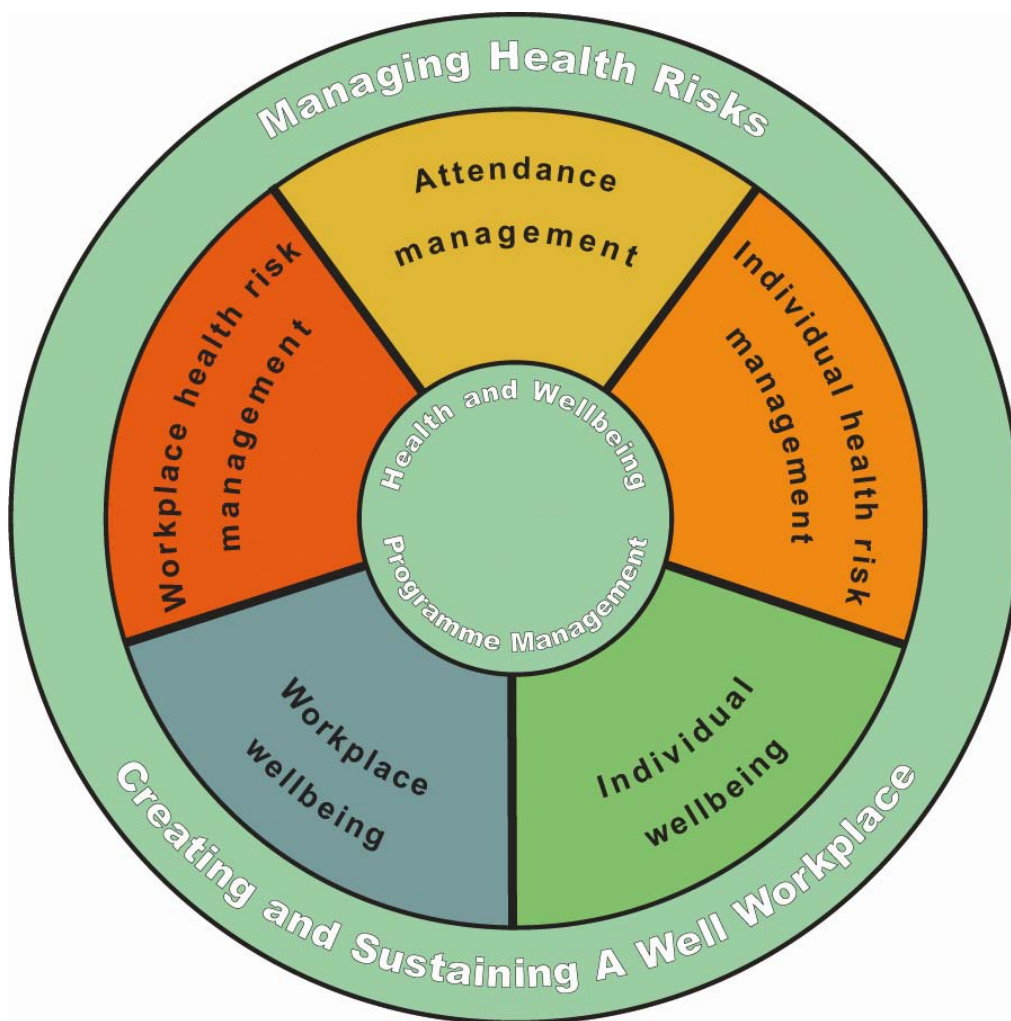 Managing Health Risks
Attendance
management
Individual health risk
management
Workplace health risk
management
Health and Wellbeing
Programme Management
Workplace
wellbeing
Individual
wellbeing
Creating and Sustaining A Well Workplace